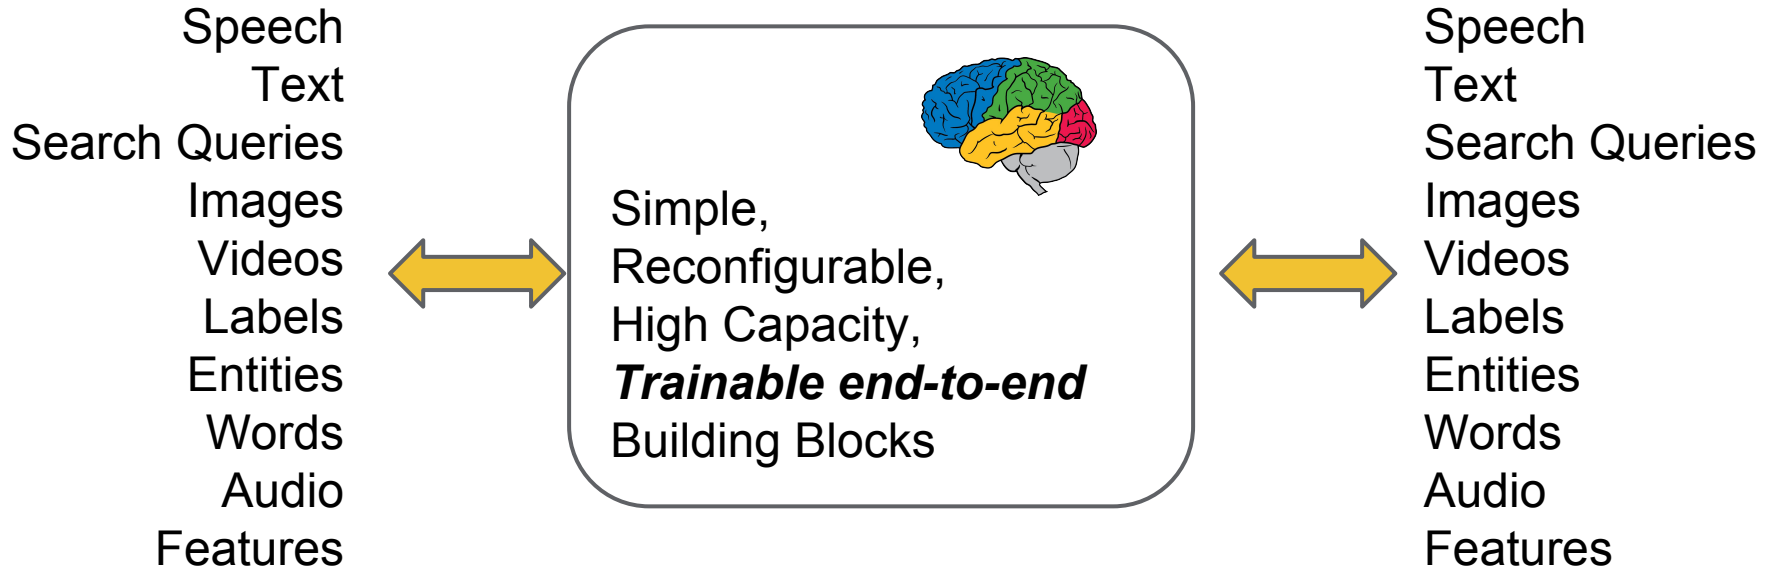 Speech
Text
Search Queries
Images
Videos
Labels
Entities
Words
Audio
Features
Simple,
Reconfigurable,
High Capacity,
Trainable end-to-end
Building Blocks
Speech
Text
Search Queries
Images
Videos
Labels
Entities
Words
Audio
Features